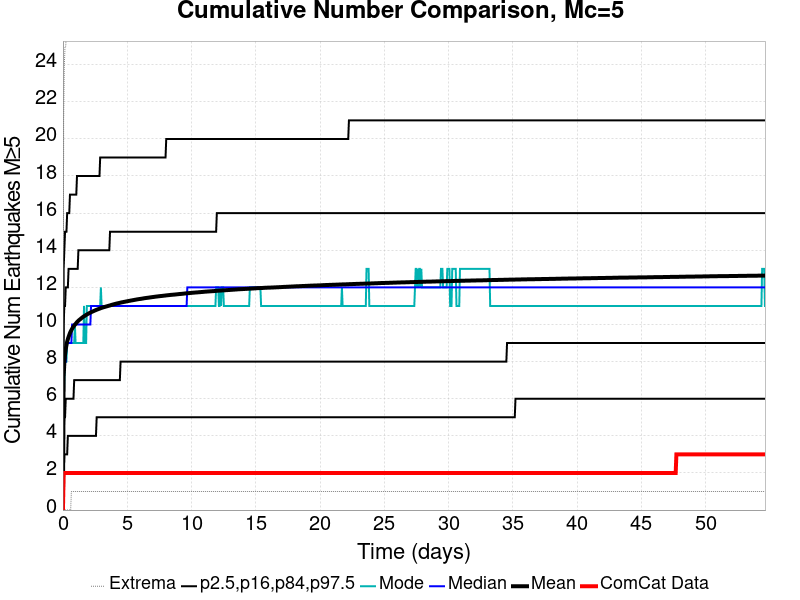 Cumulative Number Comparison, Mc=5
Cumulative Num Earthquakes M≥5
24
22
20
18
16
14
12
10
8
6
4
2
0
0 5 10 15 20 25 30 35 40 45 50
Time (days)
Extrema p2.5,p16,p84,p97.5 Mode Median Mean ComCat Data